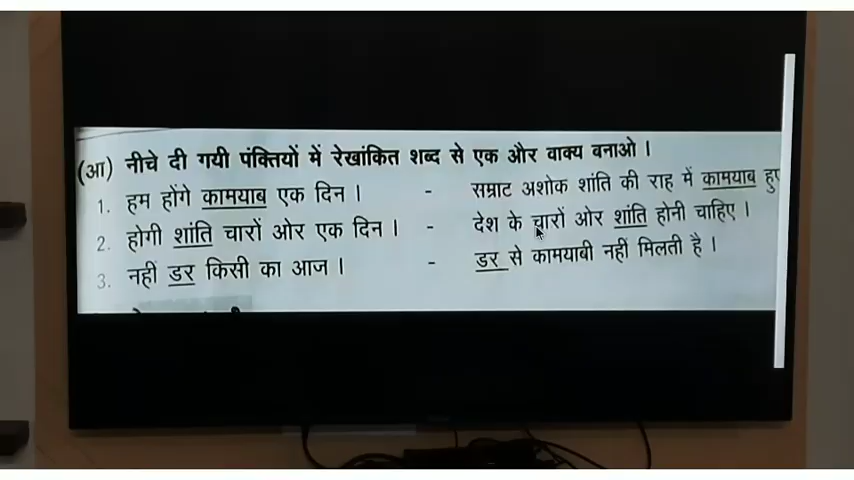 (आ) नीचे दी गयी पंक्तियों में रेखांकित शब्द से एक और वाक्य बनाओ ।
1. हम होंगे कामयाब एक दिन । - सम्राट अशोक शांति की राह में कामयाब हुए
2. होगी शांति चारों ओर एक दिन । - देश के चारों ओर शांति होनी चाहिए ।
3. नहीं डर किसी का आज । - डर से कामयाबी नहीं मिलती है ।